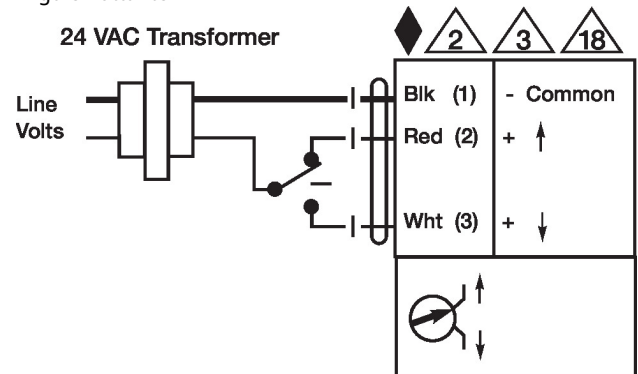 24 VAC Transformer
2 3 18
Line
Volts
Blk (1) - Common
Red (2) +
Wht (3) +